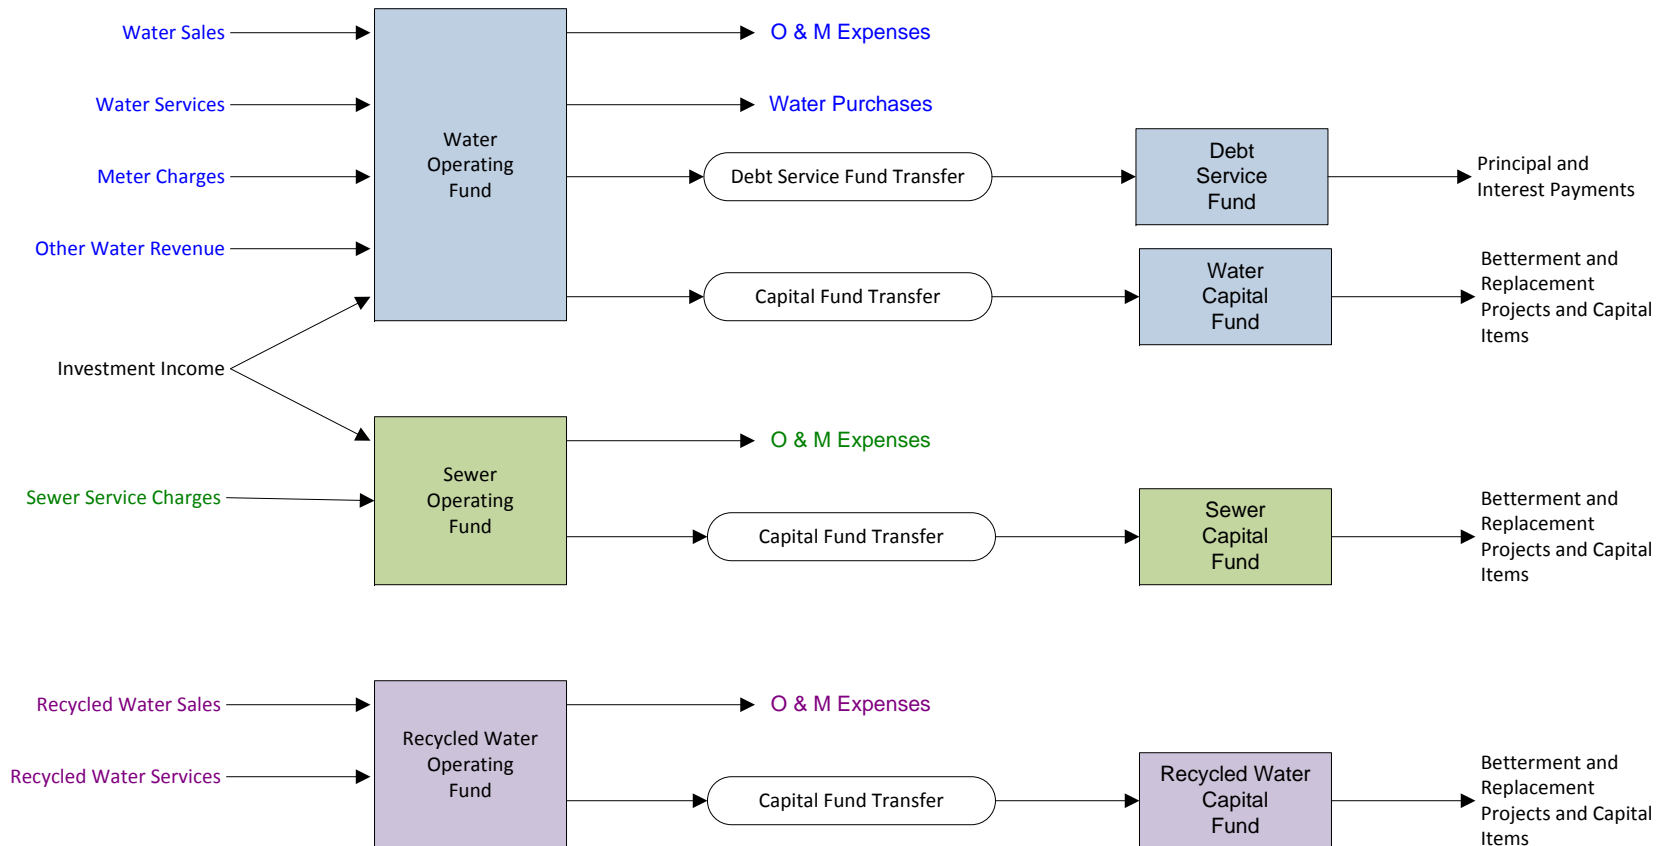 Water Sales
O & M Expenses
Water Services
Water Purchases
Water
Operating
Fund
Meter Charges
Debt Service Fund Transfer
Debt
Service
Fund
Principal and
Interest Payments
Other Water Revenue
Capital Fund Transfer
Water
Capital
Fund
Betterment and
Replacement
Projects and Capital
Items
Investment Income
O & M Expenses
Sewer Service Charges
Sewer
Operating
Fund
Capital Fund Transfer
Sewer
Capital
Fund
Betterment and
Replacement
Projects and Capital
Items
Recycled Water Sales
O & M Expenses
Recycled Water Services
Recycled Water
Operating
Fund
Capital Fund Transfer
Recycled Water
Capital
Fund
Betterment and
Replacement
Projects and Capital
Items